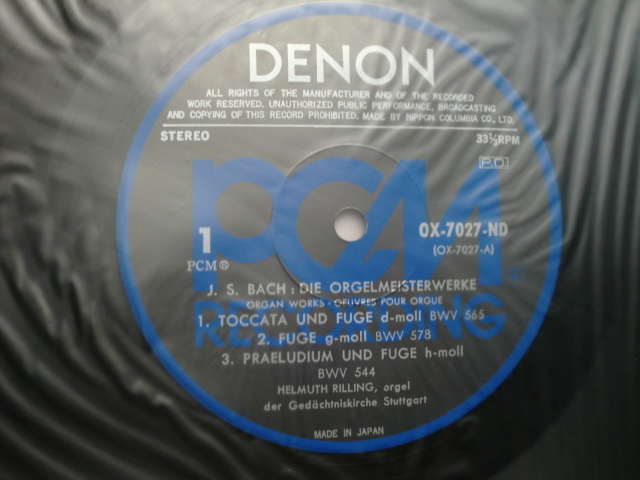 DENON
ALL RIGHTS OF THE MANUFACTURER AND OF THE RECORDED
WORK RESERVED. UNAUTHORIZED PUBLIC PERFORMANCE, BROADCASTING
AND COPYING OF THIS RECORD PROHIBITED. MADE BY NIPPON COLUMBIA CO., LTD.
STEREO 33⅓RPM
P.D.
PCM
RECORDING
1 OX-7027-ND
PCM Ⓟ (OX-7027-A)
J. S. BACH : DIE ORGELMEISTERWERKE
ORGAN WORKS · OEUVRES POUR ORGUE
1. TOCCATA UND FUGE d-moll BWV 565
2. FUGE g-moll BWV 578
3. PRAELUDIUM UND FUGE h-moll
BWV 544
HELMUTH RILLING, orgel
der Gedächtniskirche Stuttgart
MADE IN JAPAN